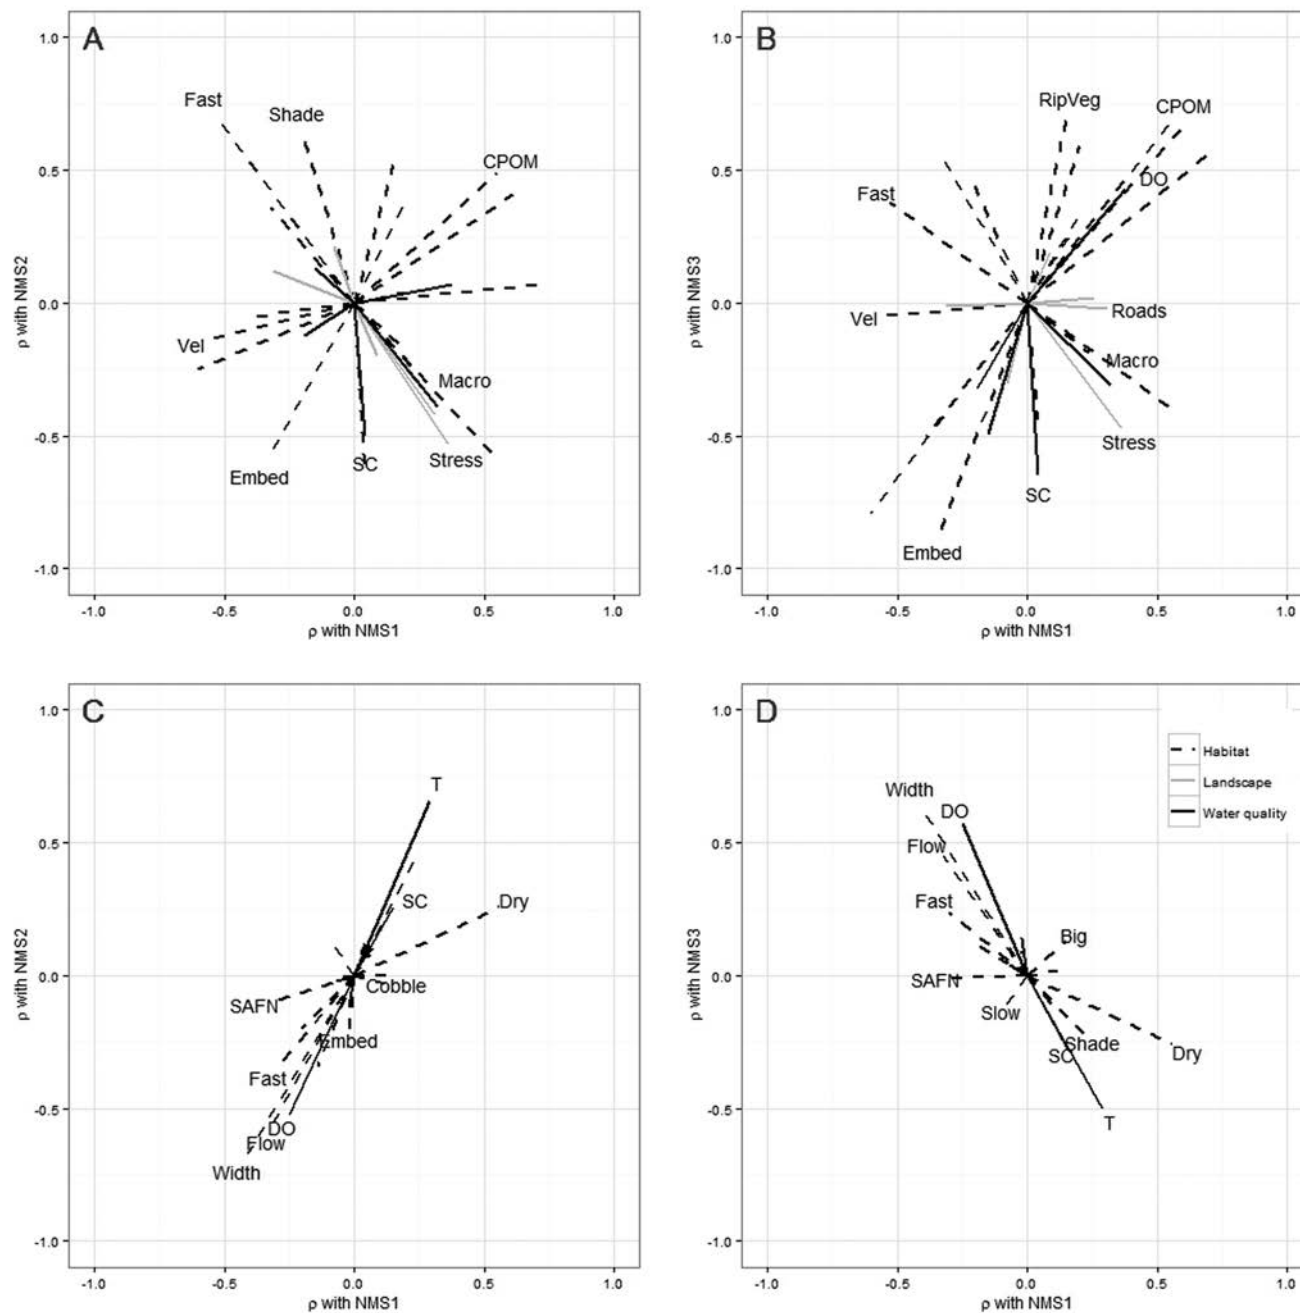 A
1.0
0.5
0.0
-0.5
-1.0
ρ with NMS2
Fast
Shade
CPOM
Vel
Macro
Embed
SC
Stress
-1.0 -0.5 0.0 0.5 1.0
ρ with NMS1
B
1.0
0.5
0.0
-0.5
-1.0
ρ with NMS3
RipVeg
CPOM
DO
Fast
Vel
Roads
Macro
Stress
SC
Embed
-1.0 -0.5 0.0 0.5 1.0
ρ with NMS1
C
1.0
0.5
0.0
-0.5
-1.0
ρ with NMS2
T
SC
Dry
Cobble
SAFN
Embed
Fast
DO
Flow
Width
-1.0 -0.5 0.0 0.5 1.0
ρ with NMS1
D
1.0
0.5
0.0
-0.5
-1.0
ρ with NMS3
Habitat
Landscape
Water quality
Width
DO
Flow
Fast
Big
SAFN
Slow
Shade
SC
Dry
T
-1.0 -0.5 0.0 0.5 1.0
ρ with NMS1